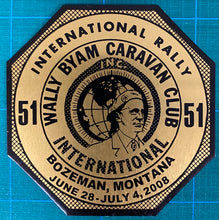 INTERNATIONAL RALLY
WALLY BYAM CARAVAN CLUB
INC.
51 51
INTERNATIONAL
BOZEMAN, MONTANA
JUNE 28-JULY 4, 2008